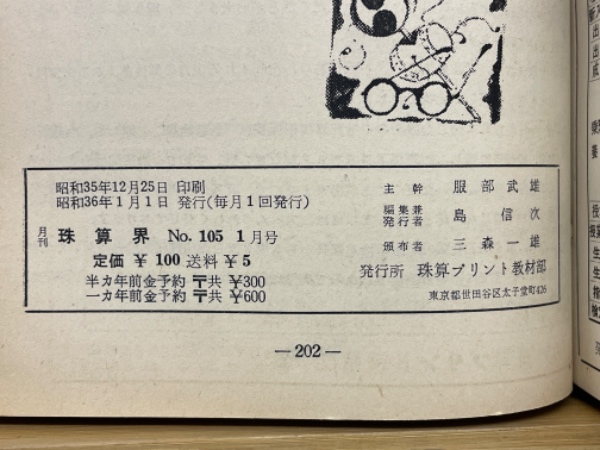 昭和35年12月25日 印刷
昭和36年1月1日 発行(毎月1回発行)
月刊 珠算界 No. 105 1月号
定価 ¥ 100 送料 ¥ 5
半カ年前金予約 〒共 ¥300
一カ年前金予約 〒共 ¥600
主幹 服部武雄
編集兼発行者 島信次
頒布者 三森一雄
発行所 珠算プリント教材部
東京都世田谷区太子堂町426
—202—